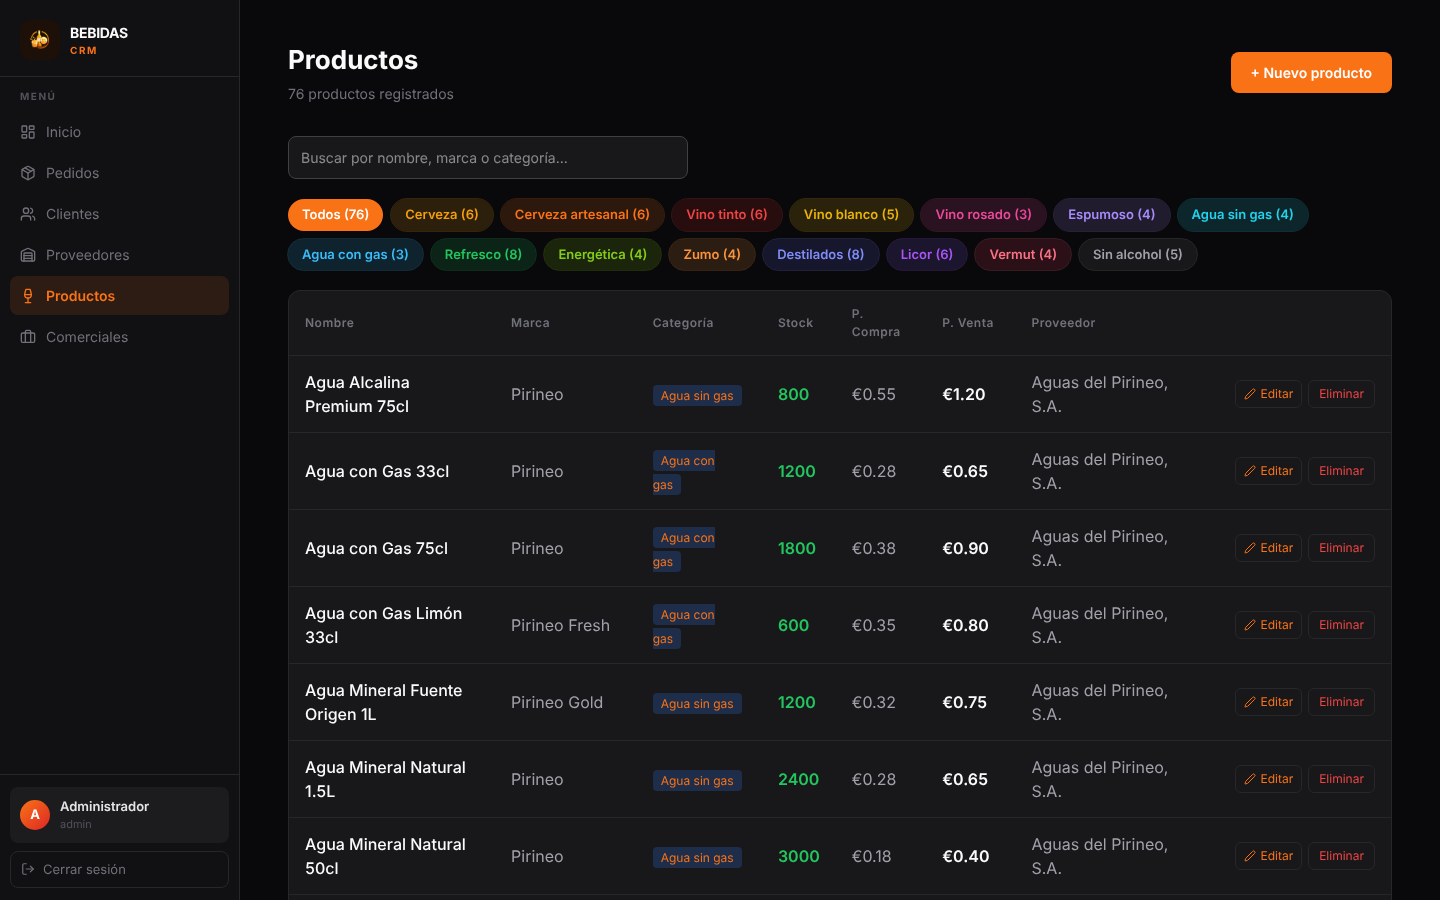 BEBIDAS
CRM
MENÚ
Inicio
Pedidos
Clientes
Proveedores
Productos
Comerciales
A
Administrador
admin
Cerrar sesión
Productos
76 productos registrados
+ Nuevo producto
Buscar por nombre, marca o categoría...
Todos (76) Cerveza (6) Cerveza artesanal (6) Vino tinto (6) Vino blanco (5) Vino rosado (3) Espumoso (4) Agua sin gas (4)
Agua con gas (3) Refresco (8) Energética (4) Zumo (4) Destilados (8) Licor (6) Vermut (4) Sin alcohol (5)
Nombre Marca Categoría Stock P. Compra P. Venta Proveedor
Agua Alcalina Premium 75cl Pirineo Agua sin gas 800 €0.55 €1.20 Aguas del Pirineo, S.A. Editar Eliminar
Agua con Gas 33cl Pirineo Agua con gas 1200 €0.28 €0.65 Aguas del Pirineo, S.A. Editar Eliminar
Agua con Gas 75cl Pirineo Agua con gas 1800 €0.38 €0.90 Aguas del Pirineo, S.A. Editar Eliminar
Agua con Gas Limón 33cl Pirineo Fresh Agua con gas 600 €0.35 €0.80 Aguas del Pirineo, S.A. Editar Eliminar
Agua Mineral Fuente Origen 1L Pirineo Gold Agua sin gas 1200 €0.32 €0.75 Aguas del Pirineo, S.A. Editar Eliminar
Agua Mineral Natural 1.5L Pirineo Agua sin gas 2400 €0.28 €0.65 Aguas del Pirineo, S.A. Editar Eliminar
Agua Mineral Natural 50cl Pirineo Agua sin gas 3000 €0.18 €0.40 Aguas del Pirineo, S.A. Editar Eliminar